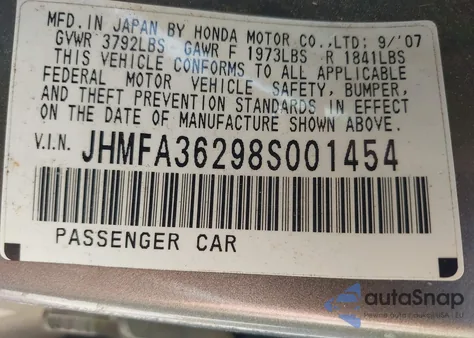 MFD. IN JAPAN BY HONDA MOTOR CO.,LTD; 9/'07
GVWR 3792LBS GAWR F 1973LBS R 1841LBS
THIS VEHICLE CONFORMS TO ALL APPLICABLE
FEDERAL MOTOR VEHICLE SAFETY, BUMPER,
AND THEFT PREVENTION STANDARDS IN EFFECT
ON THE DATE OF MANUFACTURE SHOWN ABOVE.
V.I.N. JHMFA36298S001454
PASSENGER CAR
autoSnap